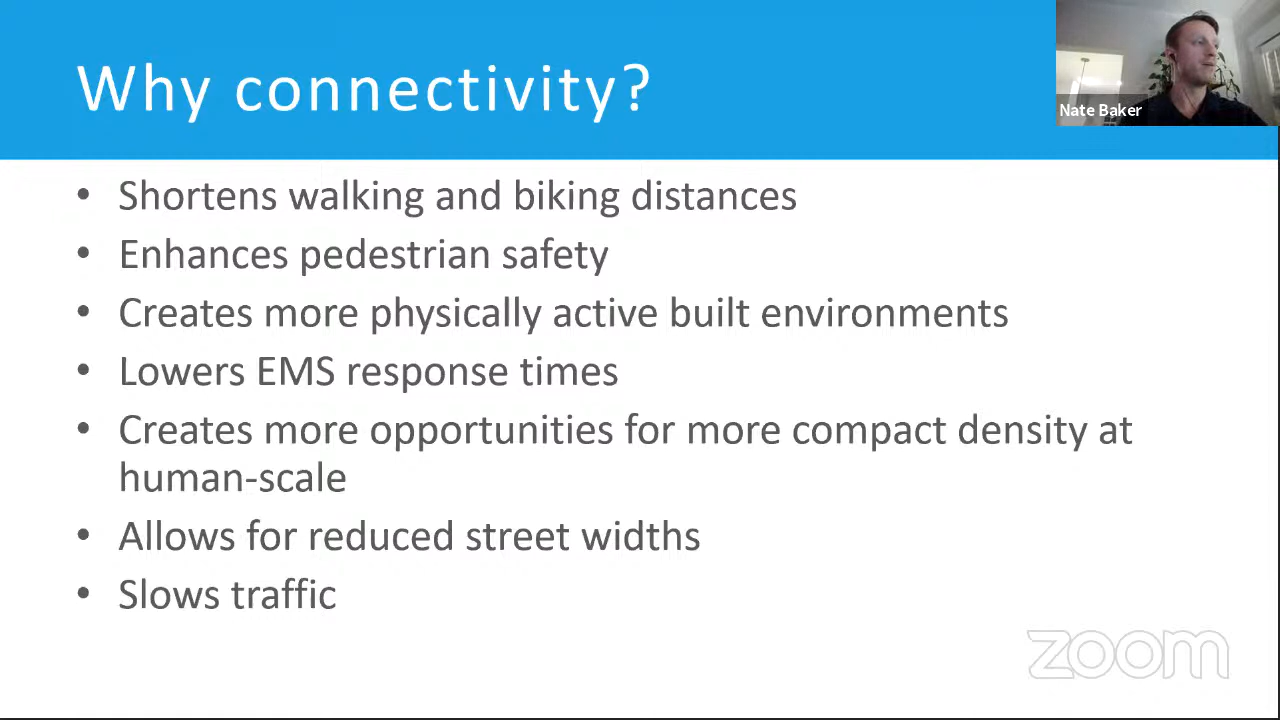 Why connectivity?
Nate Baker
• Shortens walking and biking distances
• Enhances pedestrian safety
• Creates more physically active built environments
• Lowers EMS response times
• Creates more opportunities for more compact density at
human-scale
• Allows for reduced street widths
• Slows traffic
zoom